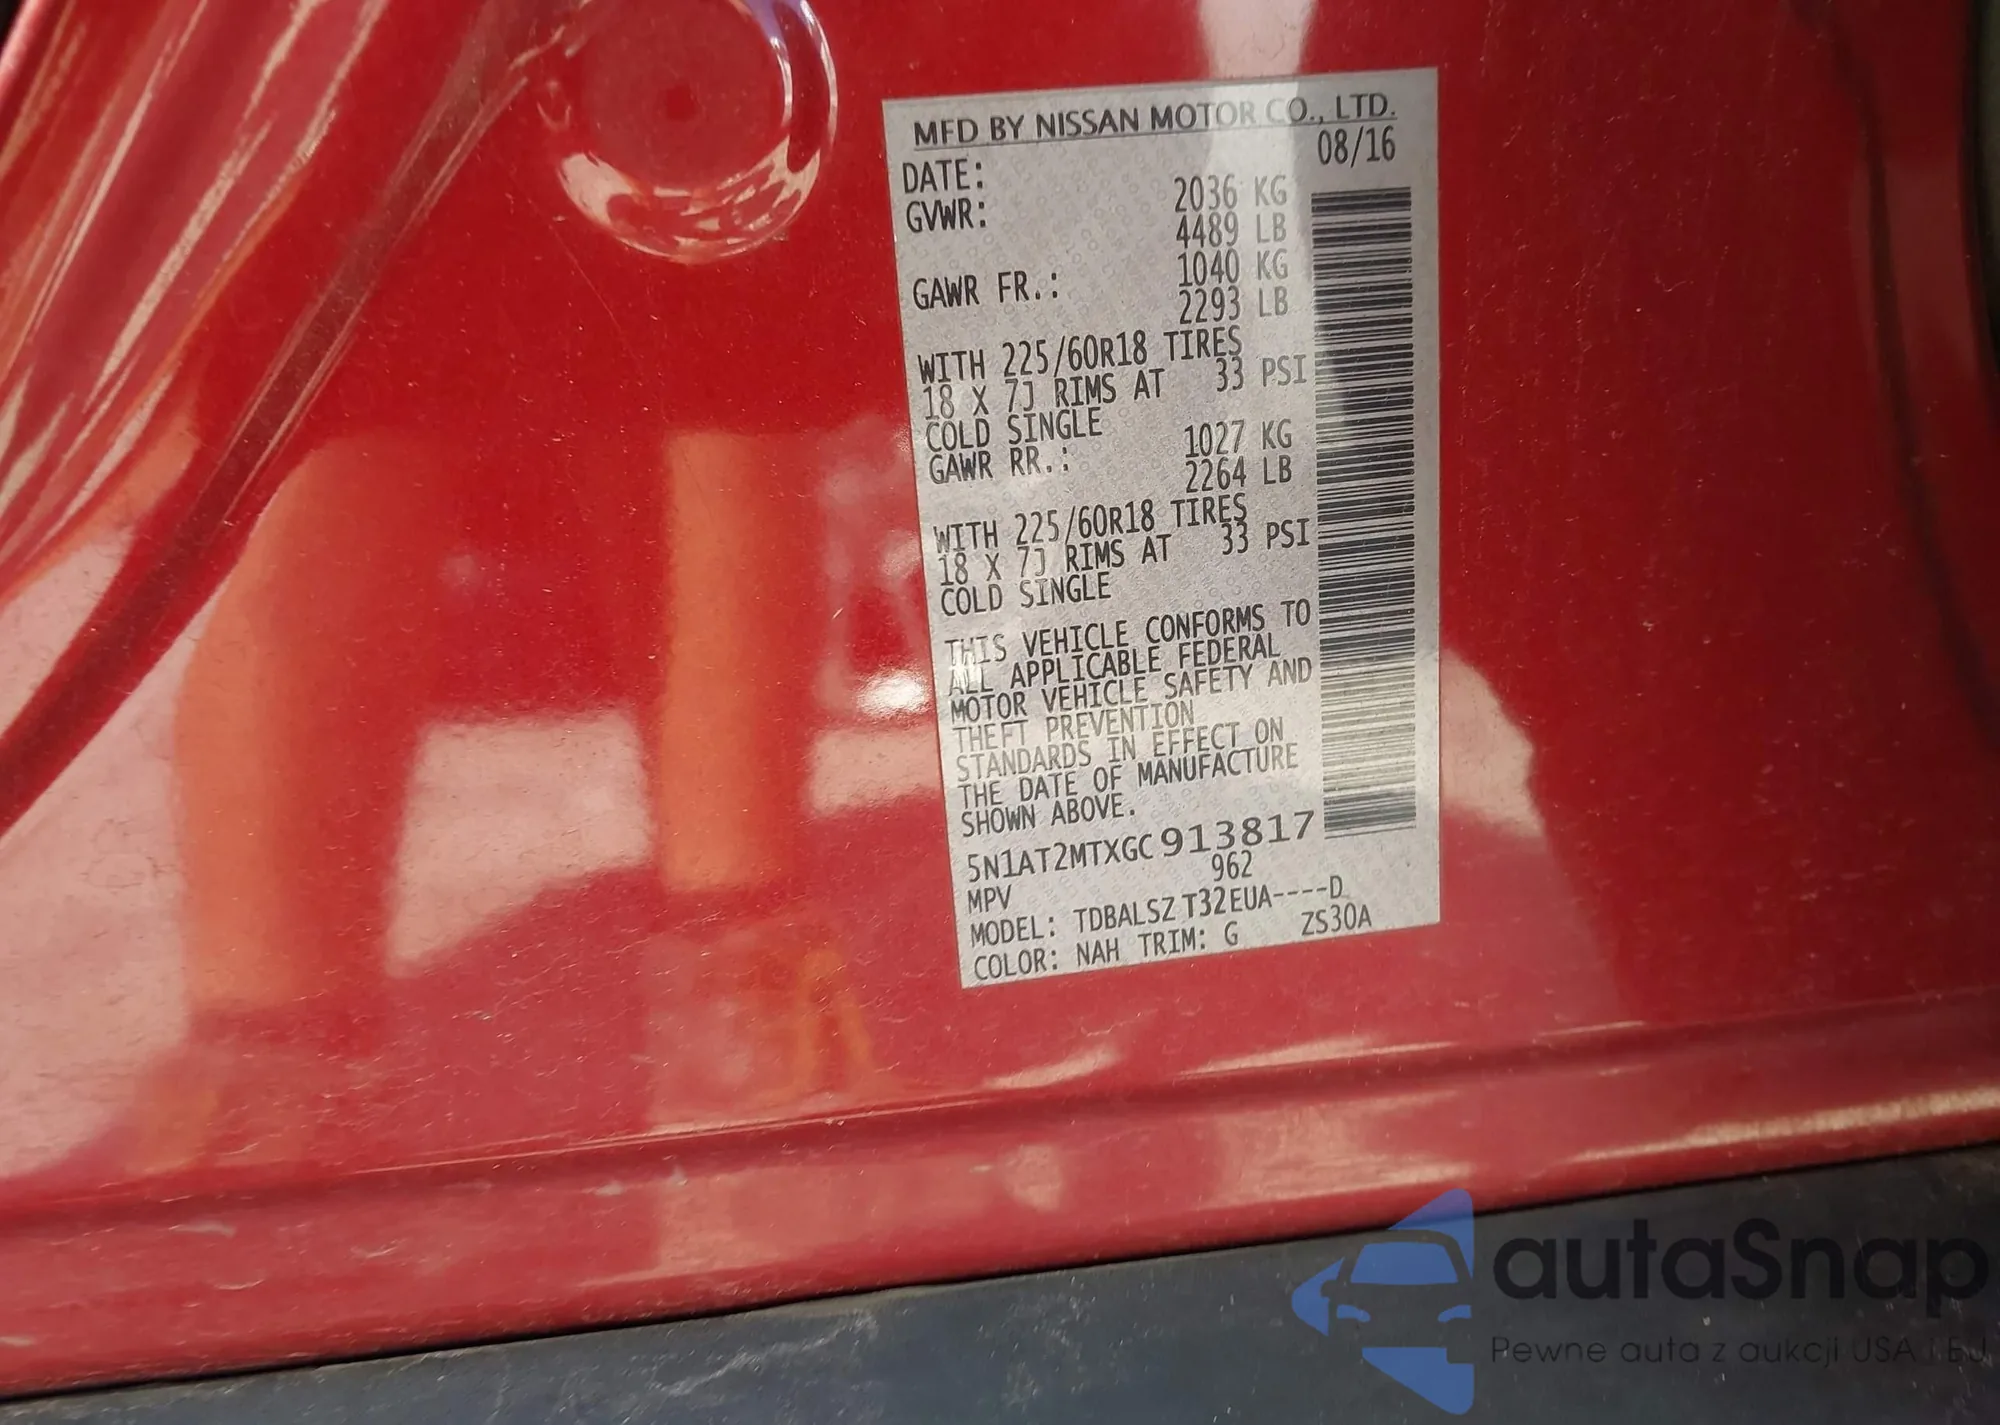 MFD BY NISSAN MOTOR CO., LTD.
DATE: 08/16
GVWR: 2036 KG
4489 LB
GAWR FR.: 1040 KG
2293 LB
WITH 225/60R18 TIRES
18 X 7J RIMS AT 33 PSI
COLD SINGLE
GAWR RR.: 1027 KG
2264 LB
WITH 225/60R18 TIRES
18 X 7J RIMS AT 33 PSI
COLD SINGLE
THIS VEHICLE CONFORMS TO
ALL APPLICABLE FEDERAL
MOTOR VEHICLE SAFETY AND
THEFT PREVENTION
STANDARDS IN EFFECT ON
THE DATE OF MANUFACTURE
SHOWN ABOVE.
5N1AT2MTXGC913817
MPV 962
MODEL: TDBALSZ T32EUA----D
COLOR: NAH TRIM: G ZS30A
autaSnap
Pewne auta z aukcji USA i EU